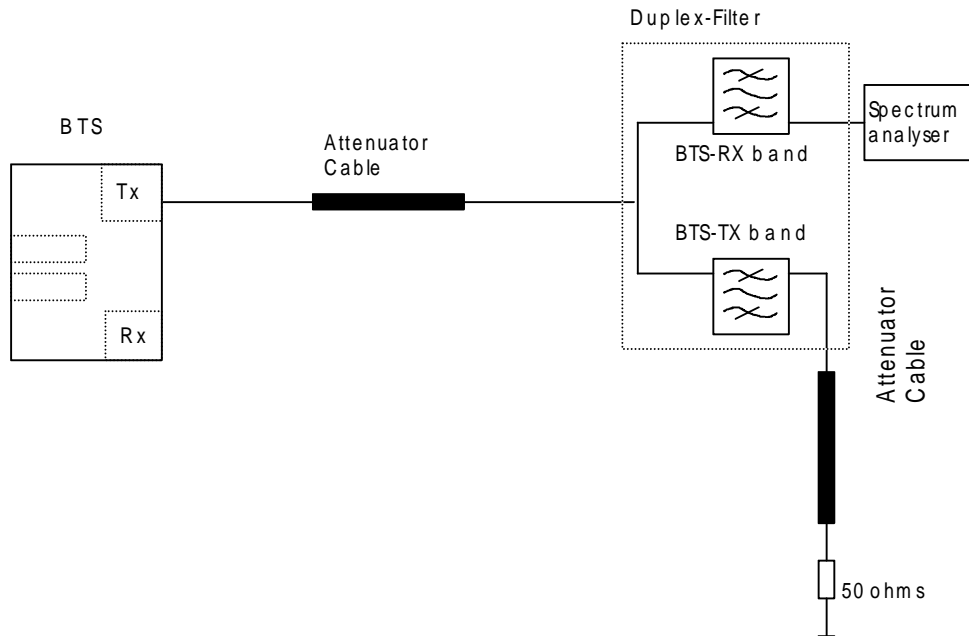 Duplex-Filter
BTS
Tx
Rx
Attenuator
Cable
BTS-RX band
BTS-TX band
Spectrum
analyser
Attenuator
Cable
50 ohms